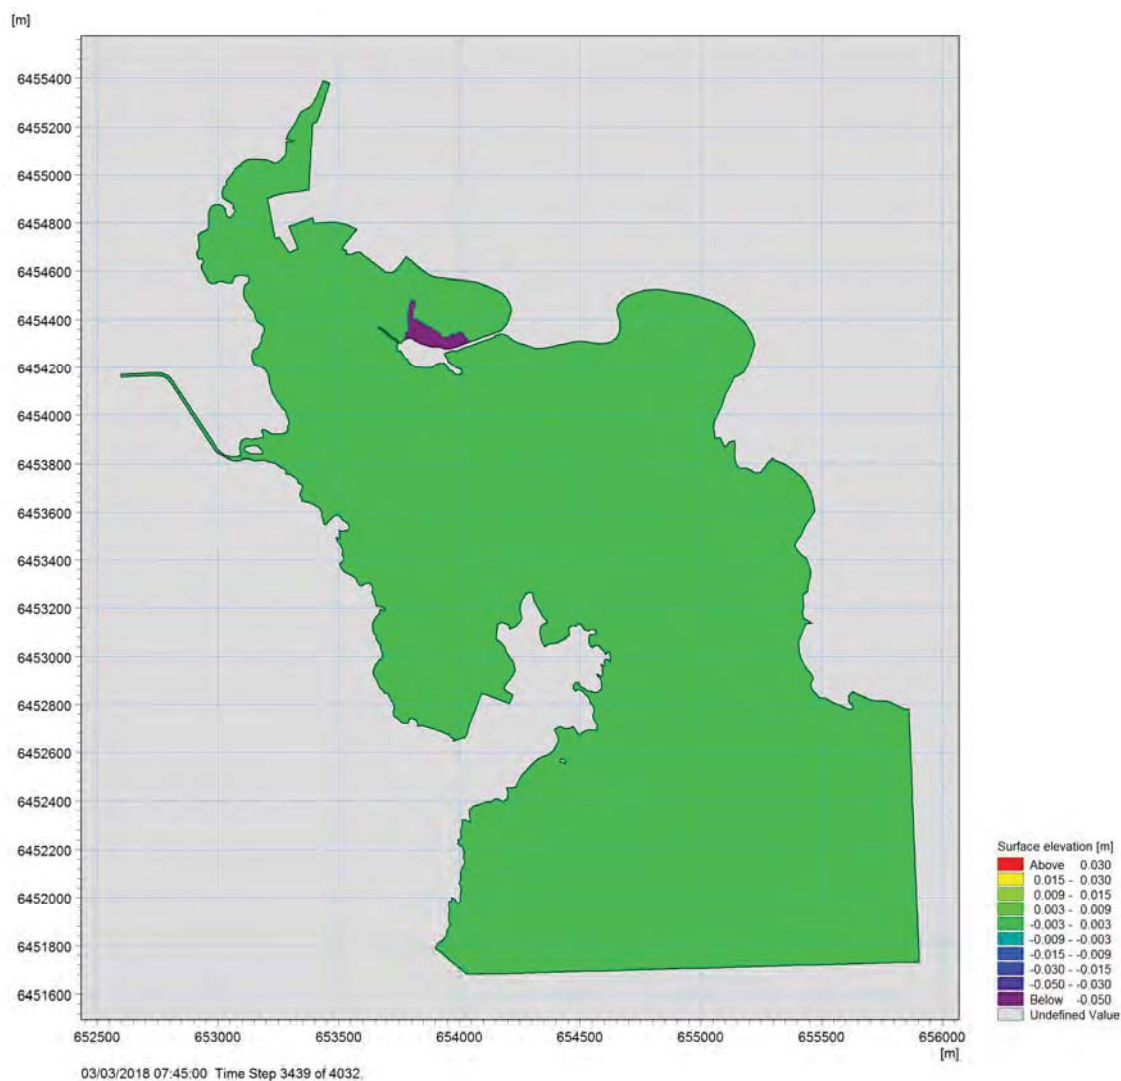 [m]
6455400
6455200
6455000
6454800
6454600
6454400
6454200
6454000
6453800
6453600
6453400
6453200
6453000
6452800
6452600
6452400
6452200
6452000
6451800
6451600
652500 653000 653500 654000 654500 655000 655500 656000
[m]
Surface elevation [m]
Above 0.030
0.015 - 0.030
0.009 - 0.015
0.003 - 0.009
-0.003 - 0.003
-0.009 - -0.003
-0.015 - -0.009
-0.030 - -0.015
-0.050 - -0.030
Below -0.050
Undefined Value
03/03/2018 07:45:00 Time Step 3439 of 4032.